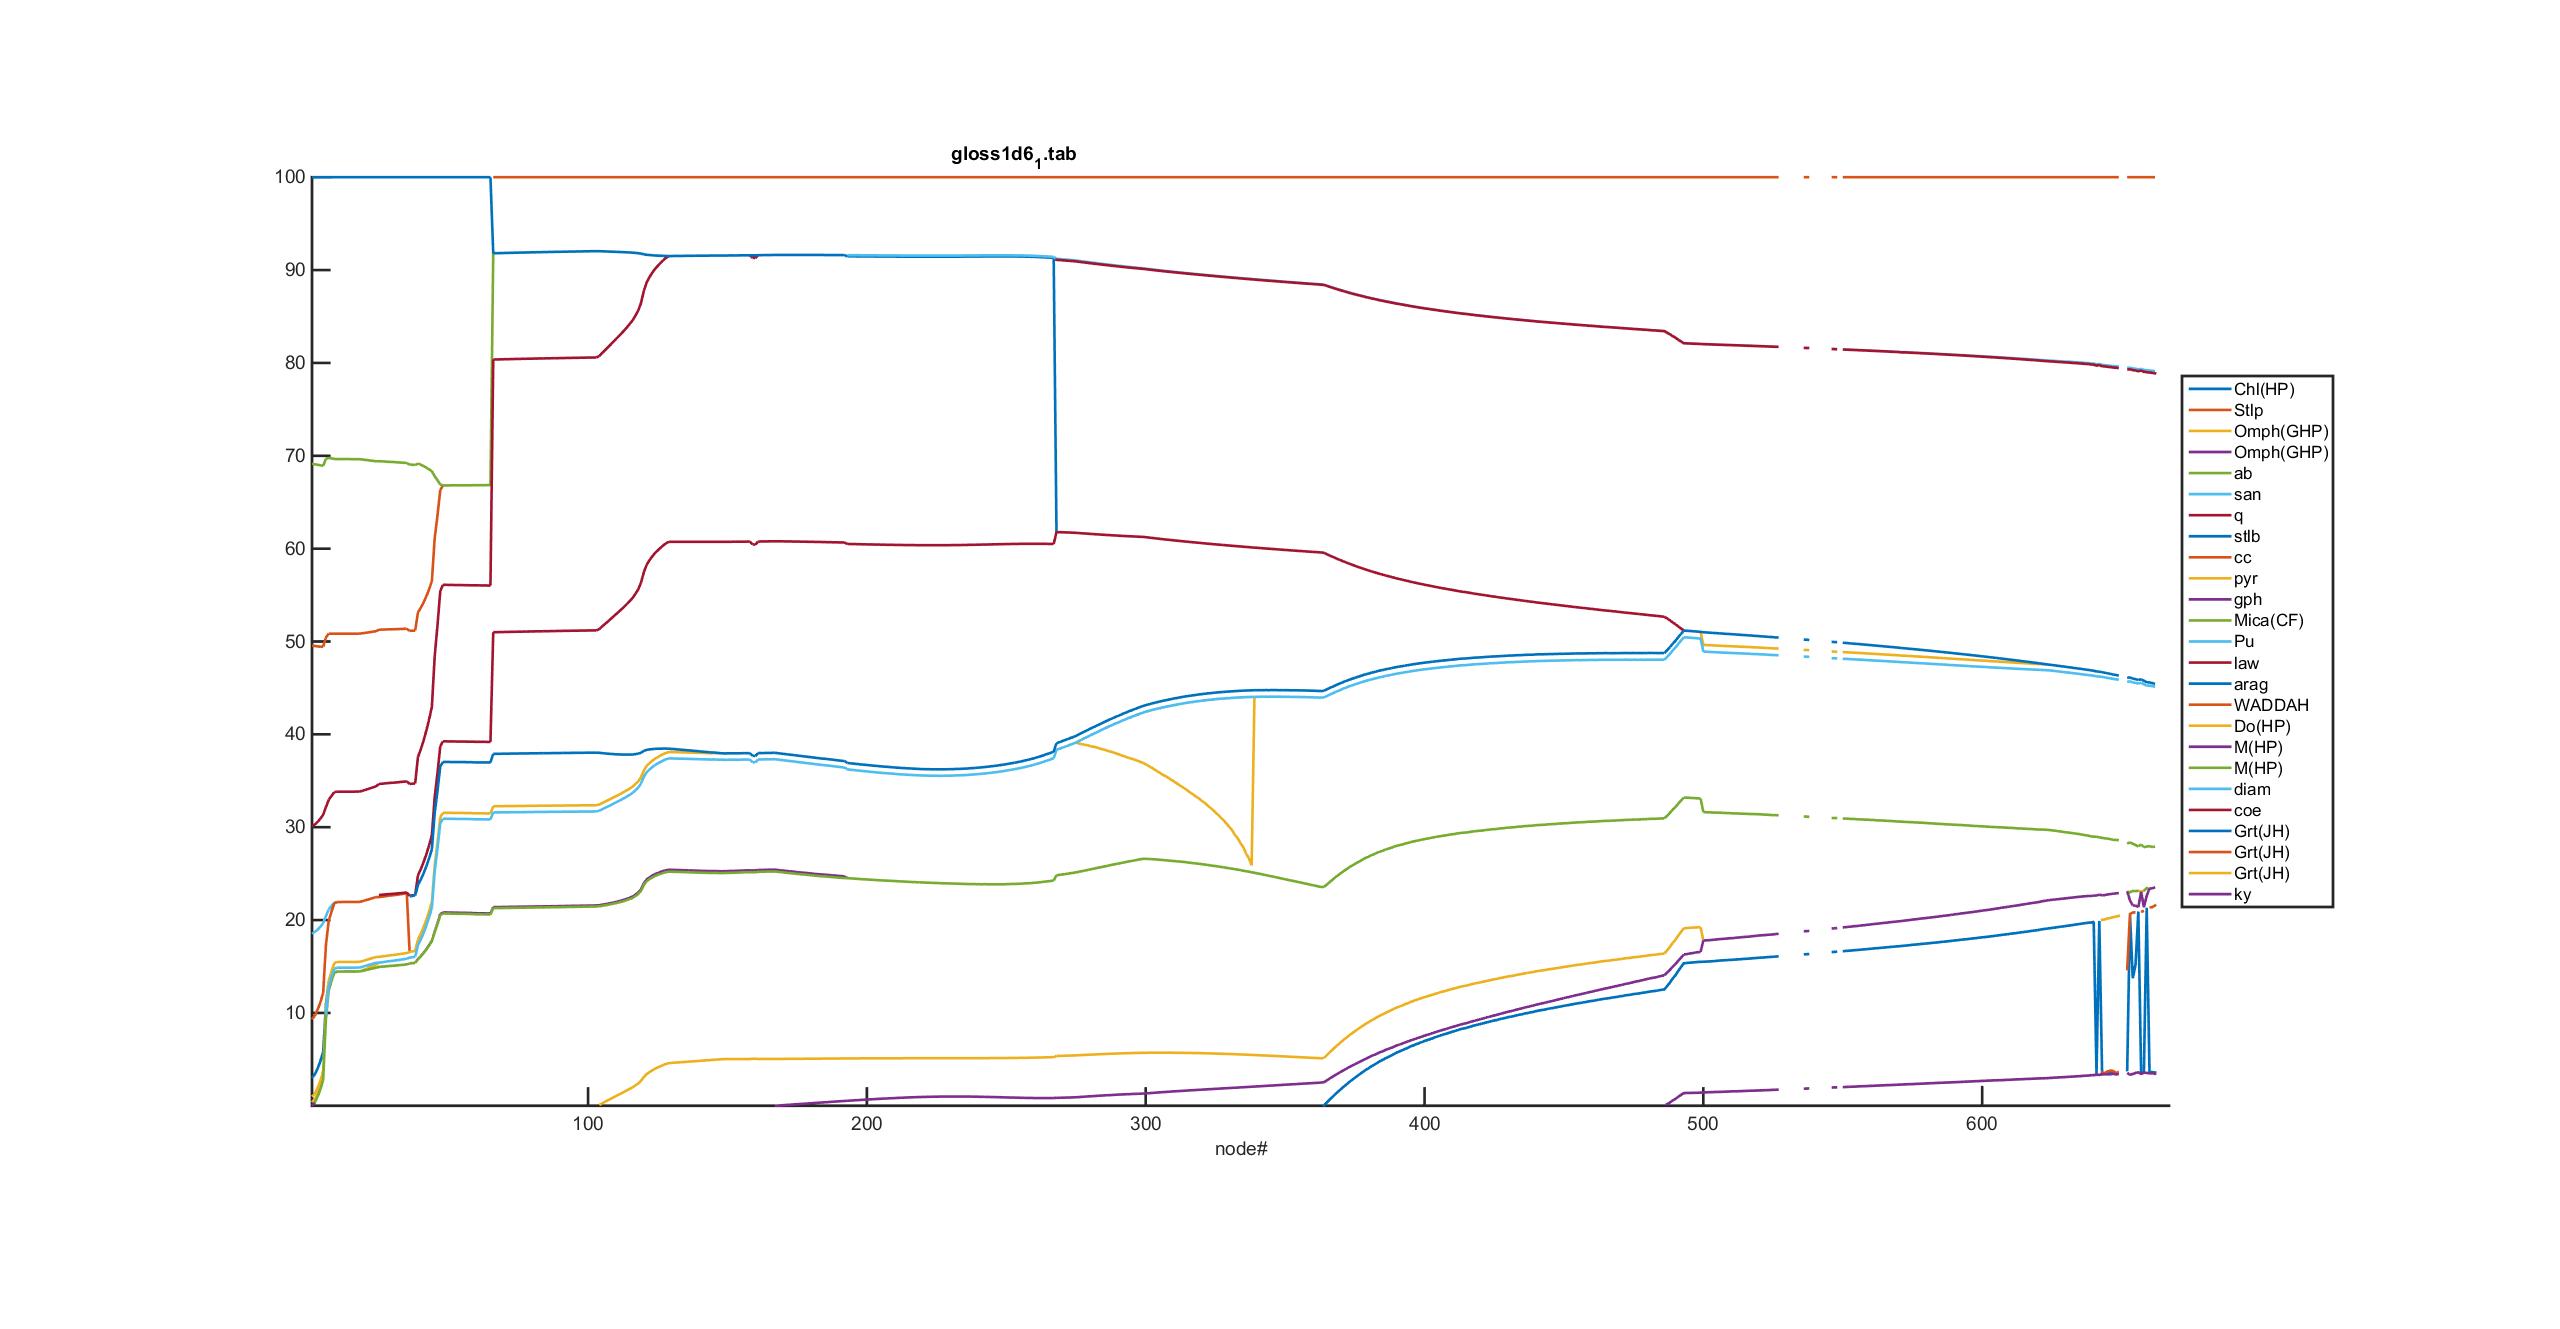 gloss1d6₁.tab
100
90
80
70
60
50
40
30
20
10
100
200
300
400
500
600
node#
Chl(HP)
Stlp
Omph(GHP)
Omph(GHP)
ab
san
q
stlb
cc
pyr
gph
Mica(CF)
Pu
law
arag
WADDAH
Do(HP)
M(HP)
M(HP)
diam
coe
Grt(JH)
Grt(JH)
Grt(JH)
ky